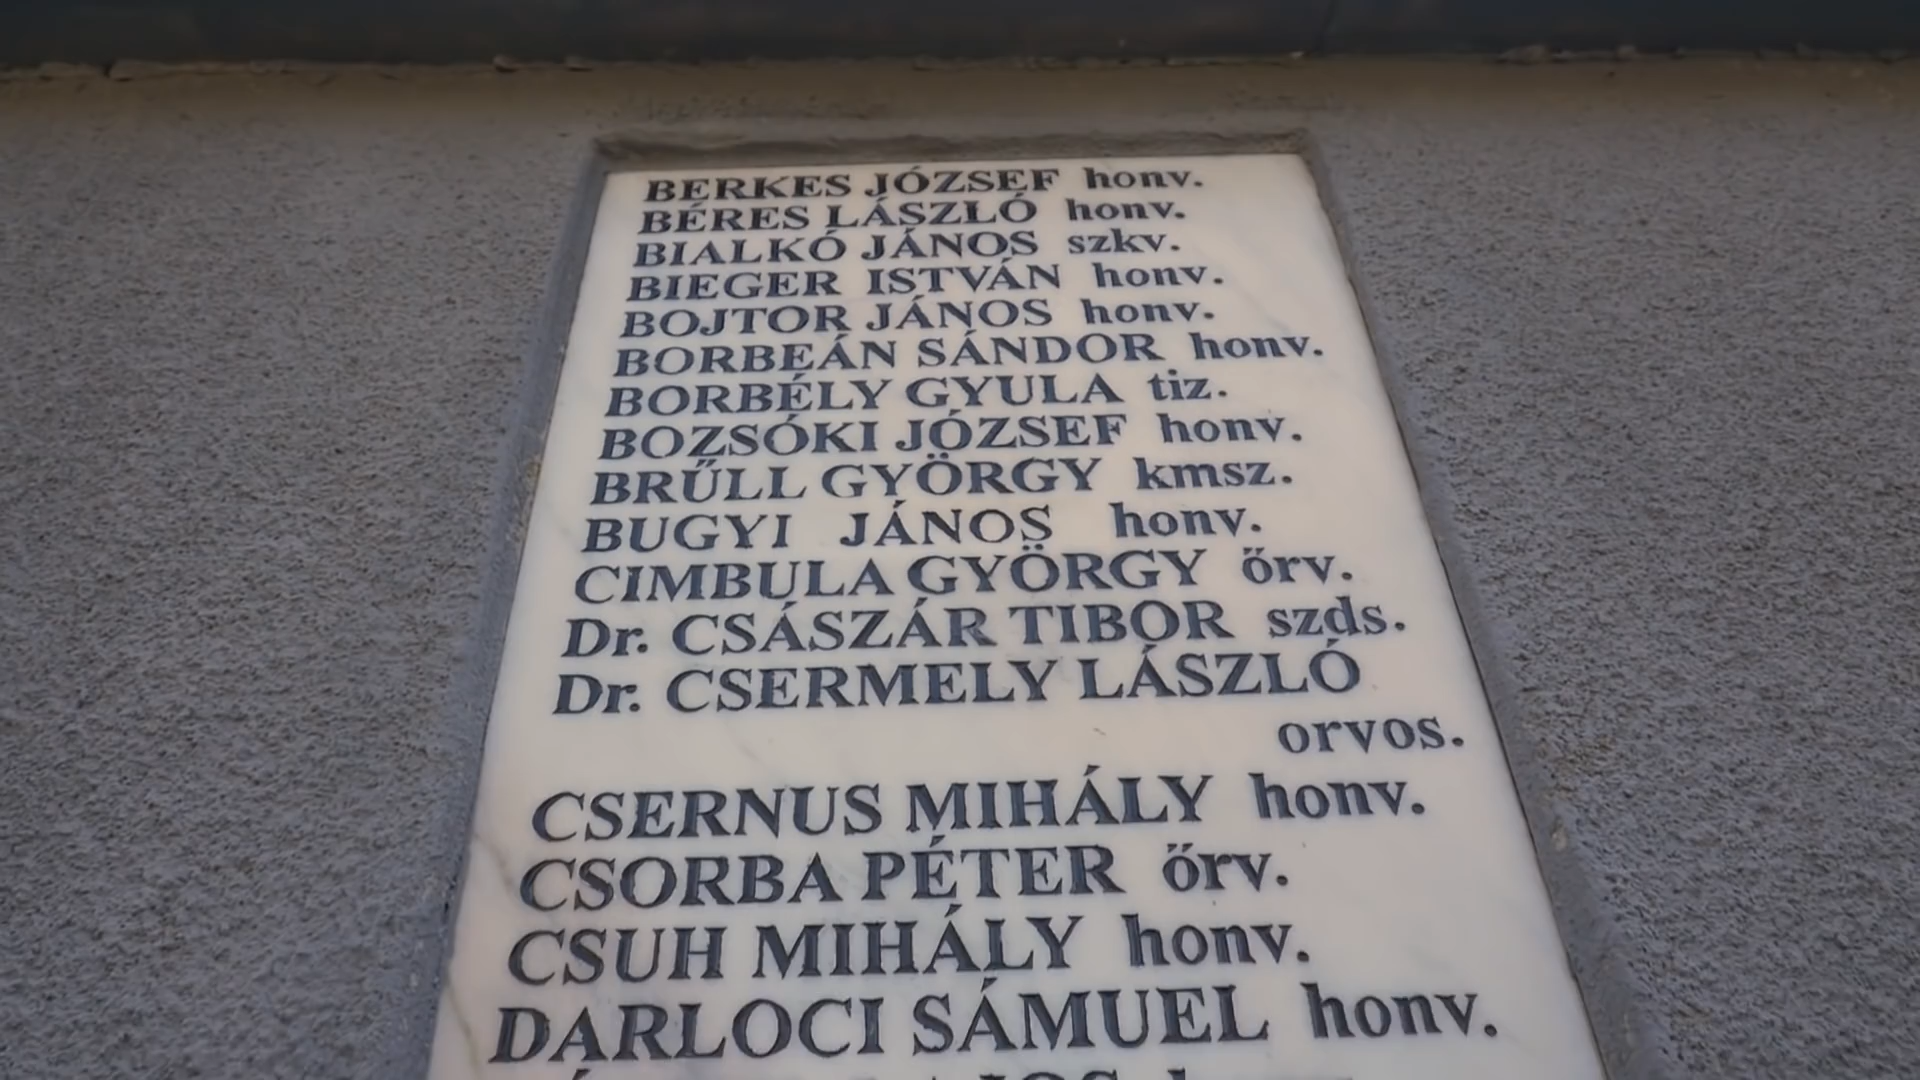 BERKES JÓZSEF honv.
BÉRES LÁSZLÓ honv.
BIALKÓ JÁNOS szkv.
BIEGER ISTVÁN honv.
BOJTOR JÁNOS honv.
BORBEÁN SÁNDOR honv.
BORBÉLY GYULA tiz.
BOZSÓKI JÓZSEF honv.
BRŰLL GYÖRGY kmsz.
BUGYI JÁNOS honv.
CIMBULA GYÖRGY őrv.
Dr. CSÁSZÁR TIBOR szds.
Dr. CSERMELY LÁSZLÓ
orvos.
CSERNUS MIHÁLY honv.
CSORBA PÉTER őrv.
CSUH MIHÁLY honv.
DARLOCI SÁMUEL honv.